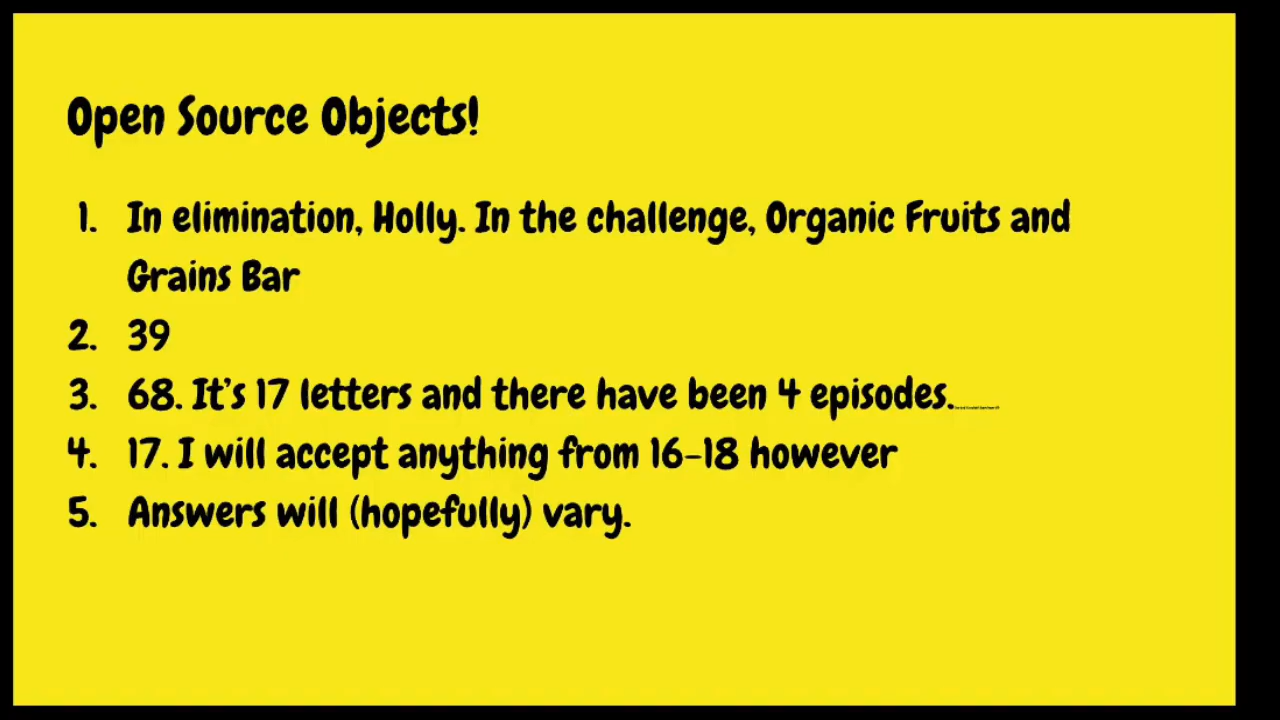 Open Source Objects!
1. In elimination, Holly. In the challenge, Organic Fruits and
Grains Bar
2. 39
3. 68. It's 17 letters and there have been 4 episodes.
4. 17. I will accept anything from 16-18 however
5. Answers will (hopefully) vary.